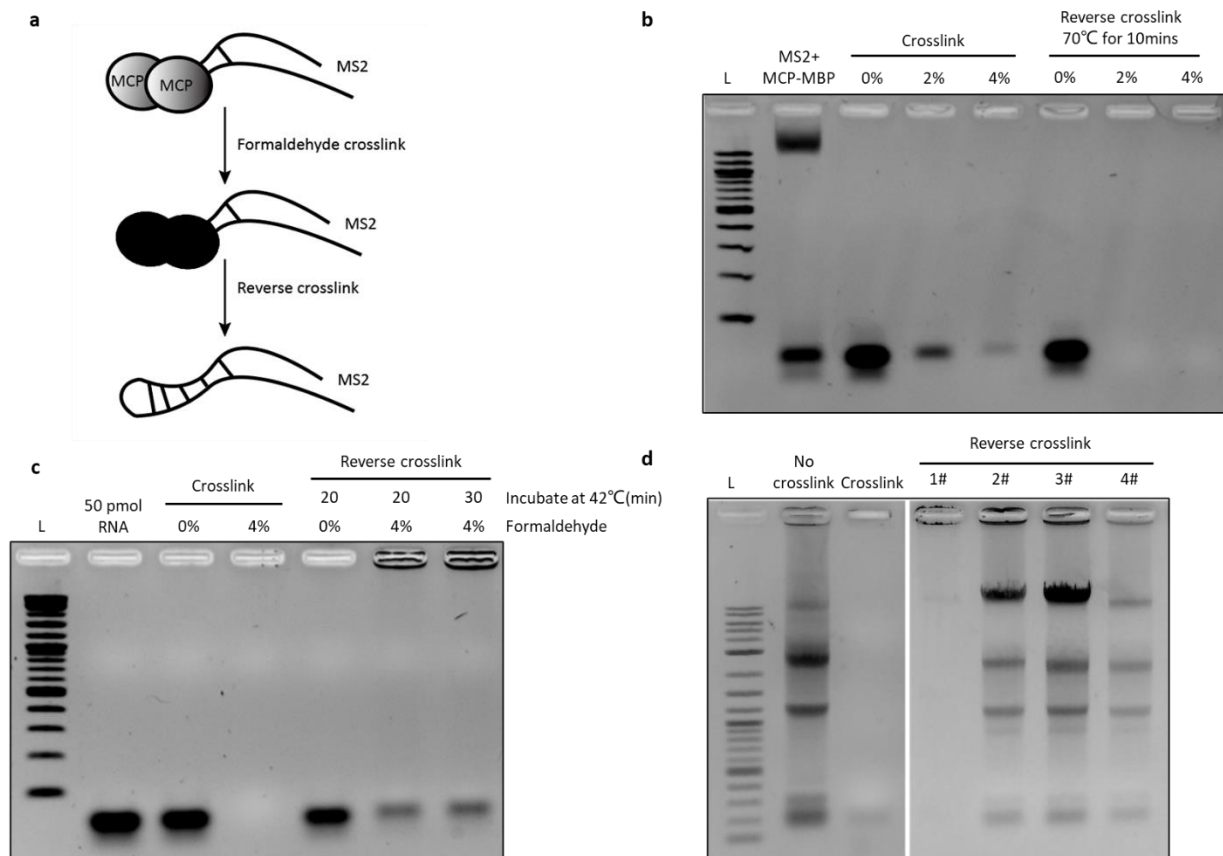 a
MCP
MCP
MS2
Formaldehyde crosslink
MS2
Reverse crosslink
MS2
b
Reverse crosslink
70℃ for 10mins
Crosslink
MS2+
MCP-MBP
L
0%
2%
4%
0%
2%
4%
c
Reverse crosslink
Crosslink
20
20
30
Incubate at 42℃(min)
50 pmol
RNA
L
0%
4%
0%
4%
4%
Formaldehyde
d
Reverse crosslink
No
crosslink
Crosslink
L
1#
2#
3#
4#